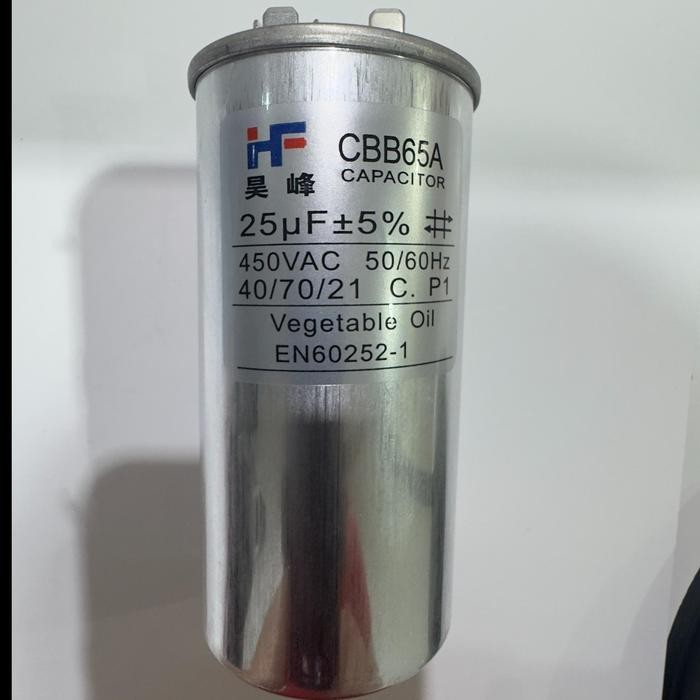 HF
昊峰
CBB65A
CAPACITOR
25μF±5%
450VAC 50/60Hz
40/70/21 C. P1
Vegetable Oil
EN60252-1